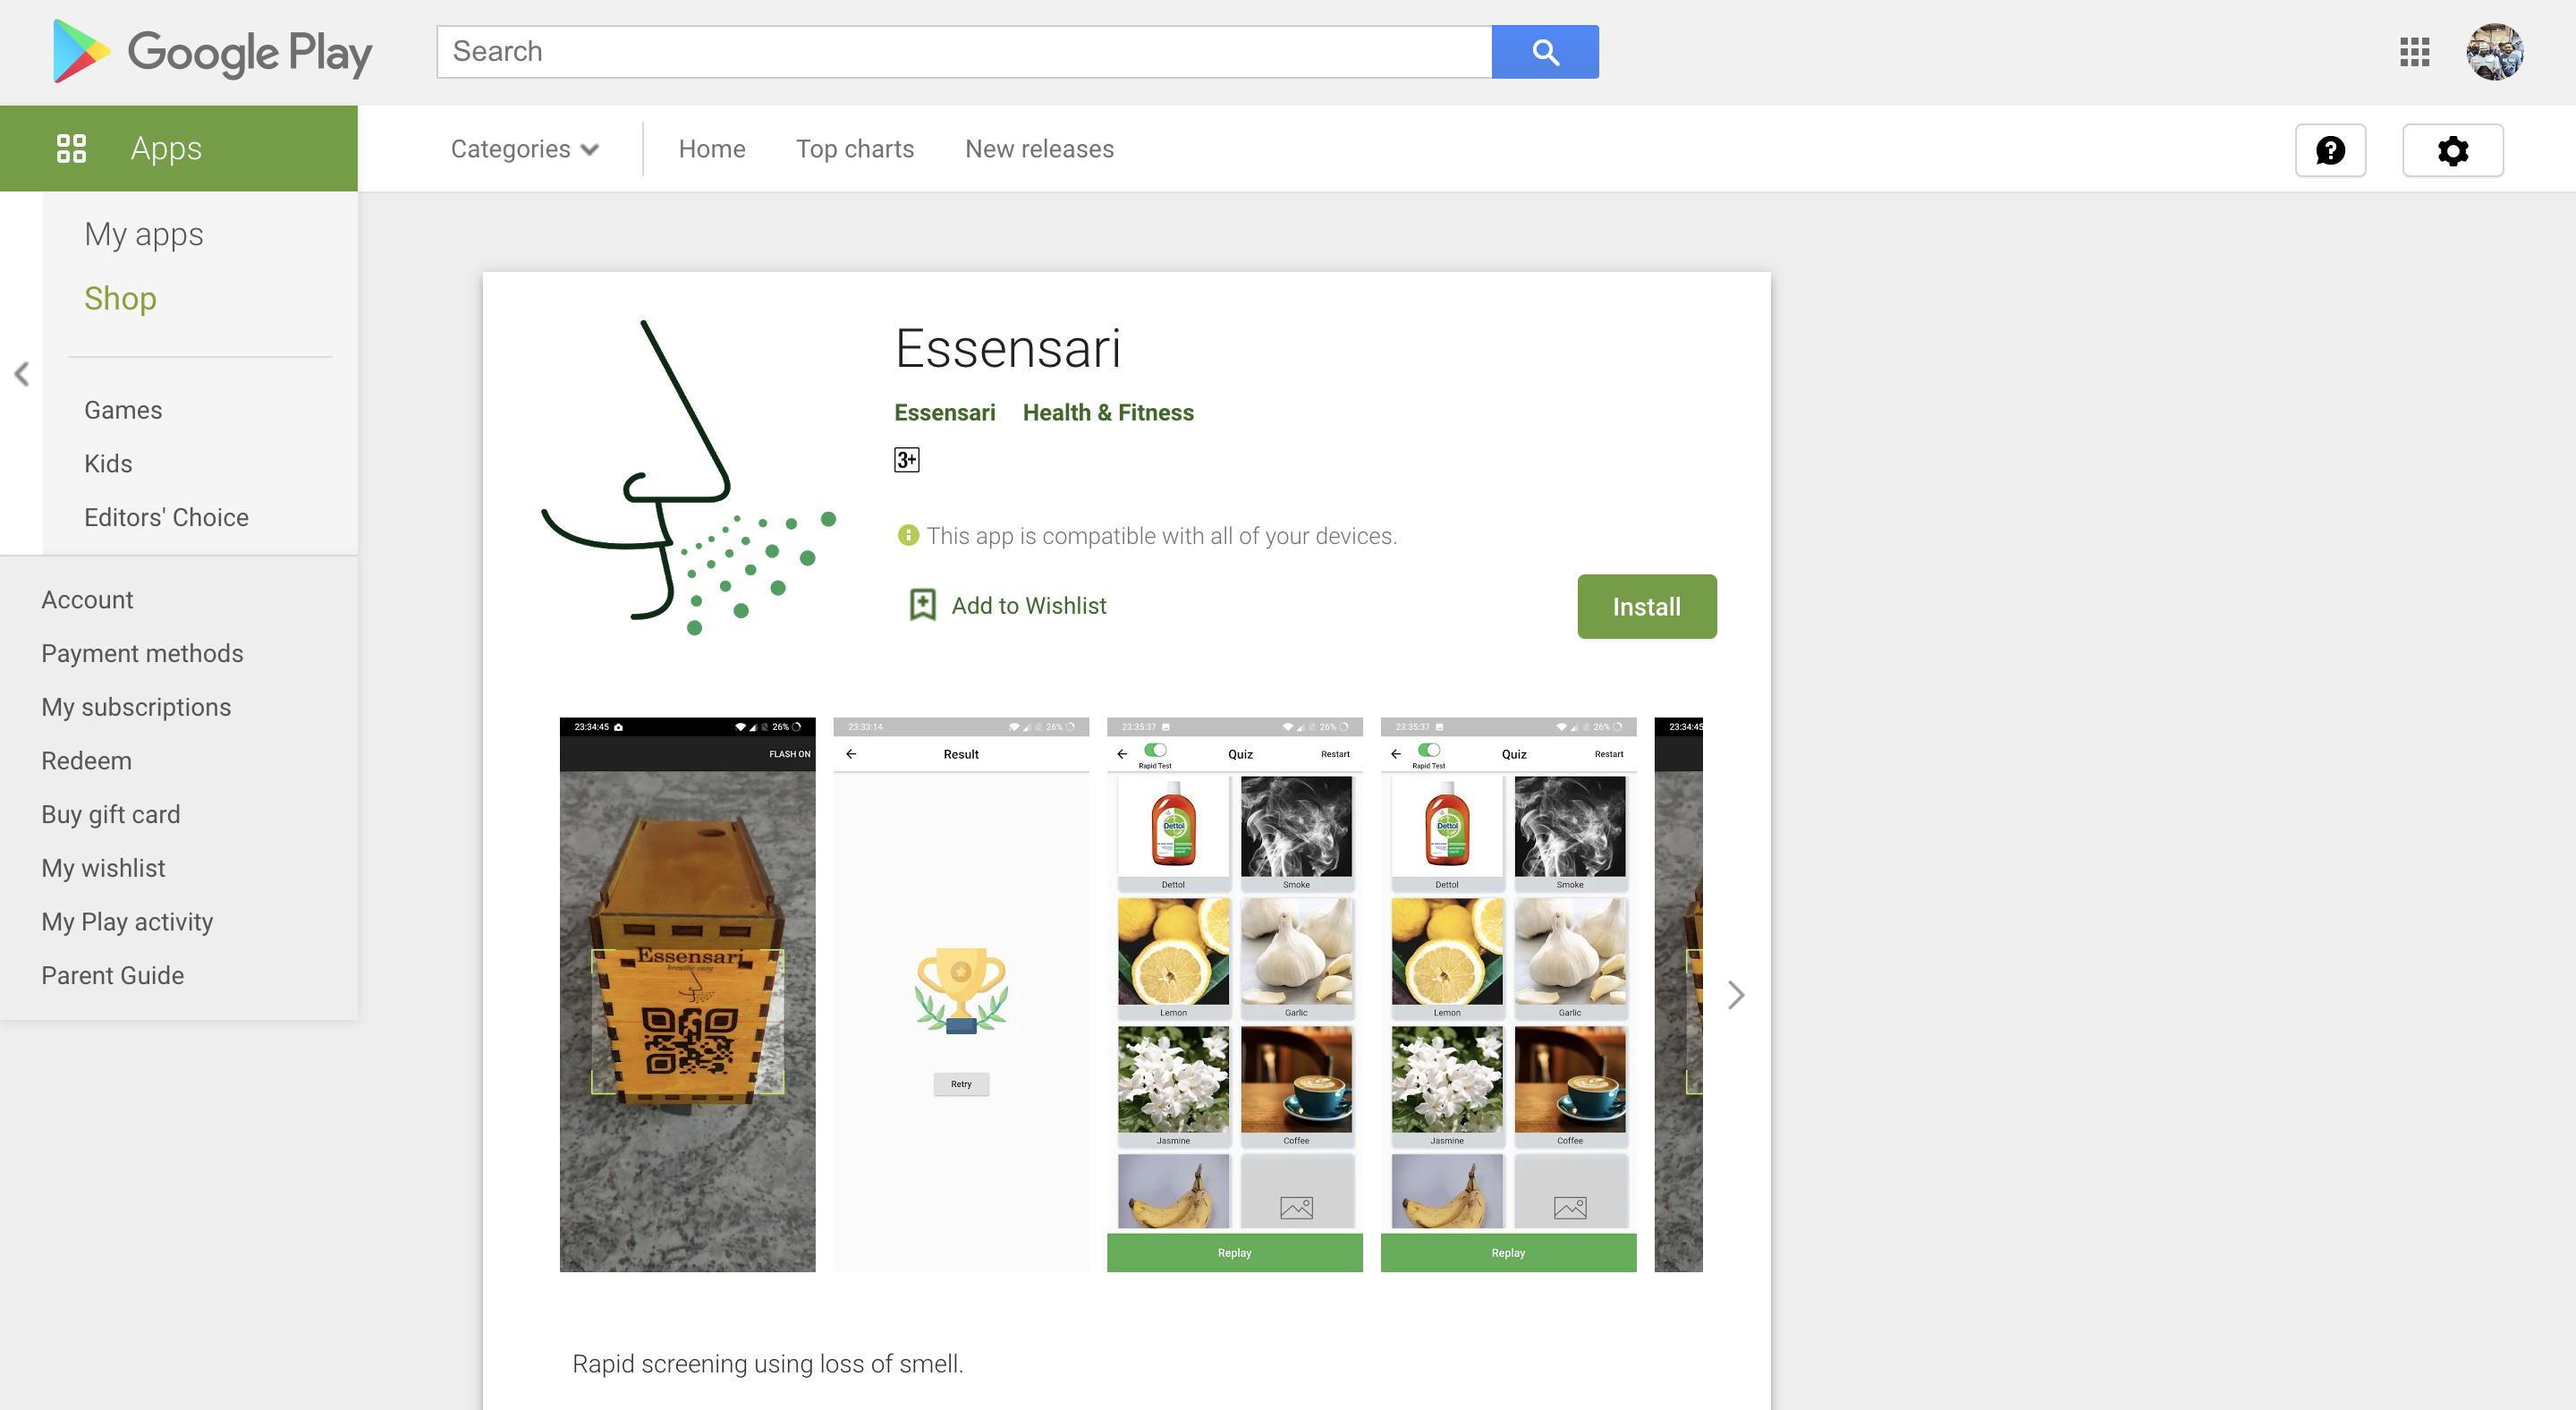 Google Play
Search
Apps
Categories
Home
Top charts
New releases
My apps
Shop
Games
Kids
Editors' Choice
Account
Payment methods
My subscriptions
Redeem
Buy gift card
My wishlist
My Play activity
Parent Guide
Essensari
Essensari Health & Fitness
3+
This app is compatible with all of your devices.
Add to Wishlist
Install
23:34:45 26%
FLASH ON
Essensari
breathe easy
23:33:14 26%
Result
Retry
23:35:37 26%
Rapid Test
Quiz
Restart
Dettol
Dettol
Smoke
Lemon
Garlic
Jasmine
Coffee
Replay
23:35:37 26%
Rapid Test
Quiz
Restart
Dettol
Dettol
Smoke
Lemon
Garlic
Jasmine
Coffee
Replay
23:34:45
Rapid screening using loss of smell.